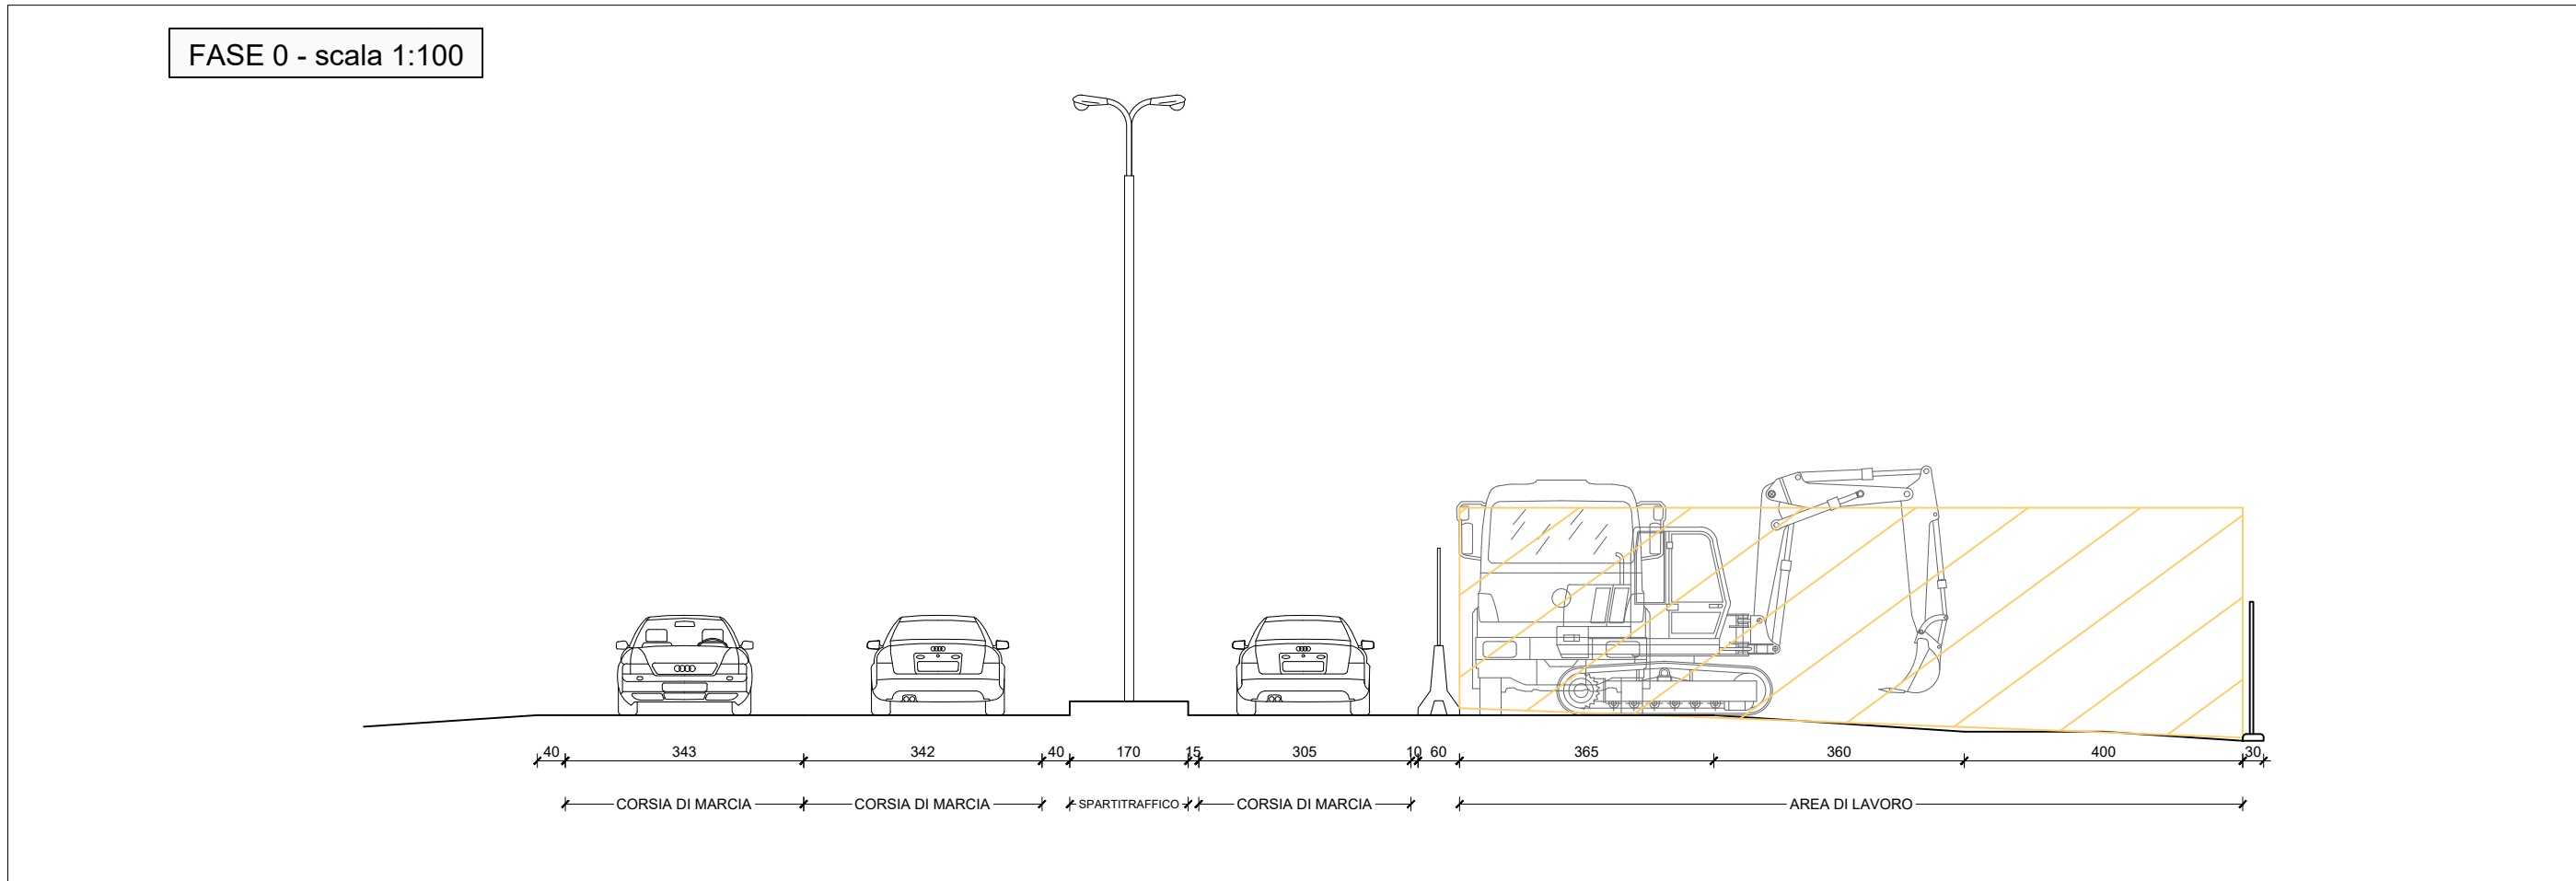 FASE 0 - scala 1:100
40 343 342 40 170 15 305 10 60 365 360 400 30
CORSIA DI MARCIA CORSIA DI MARCIA SPARTITRAFFICO CORSIA DI MARCIA AREA DI LAVORO